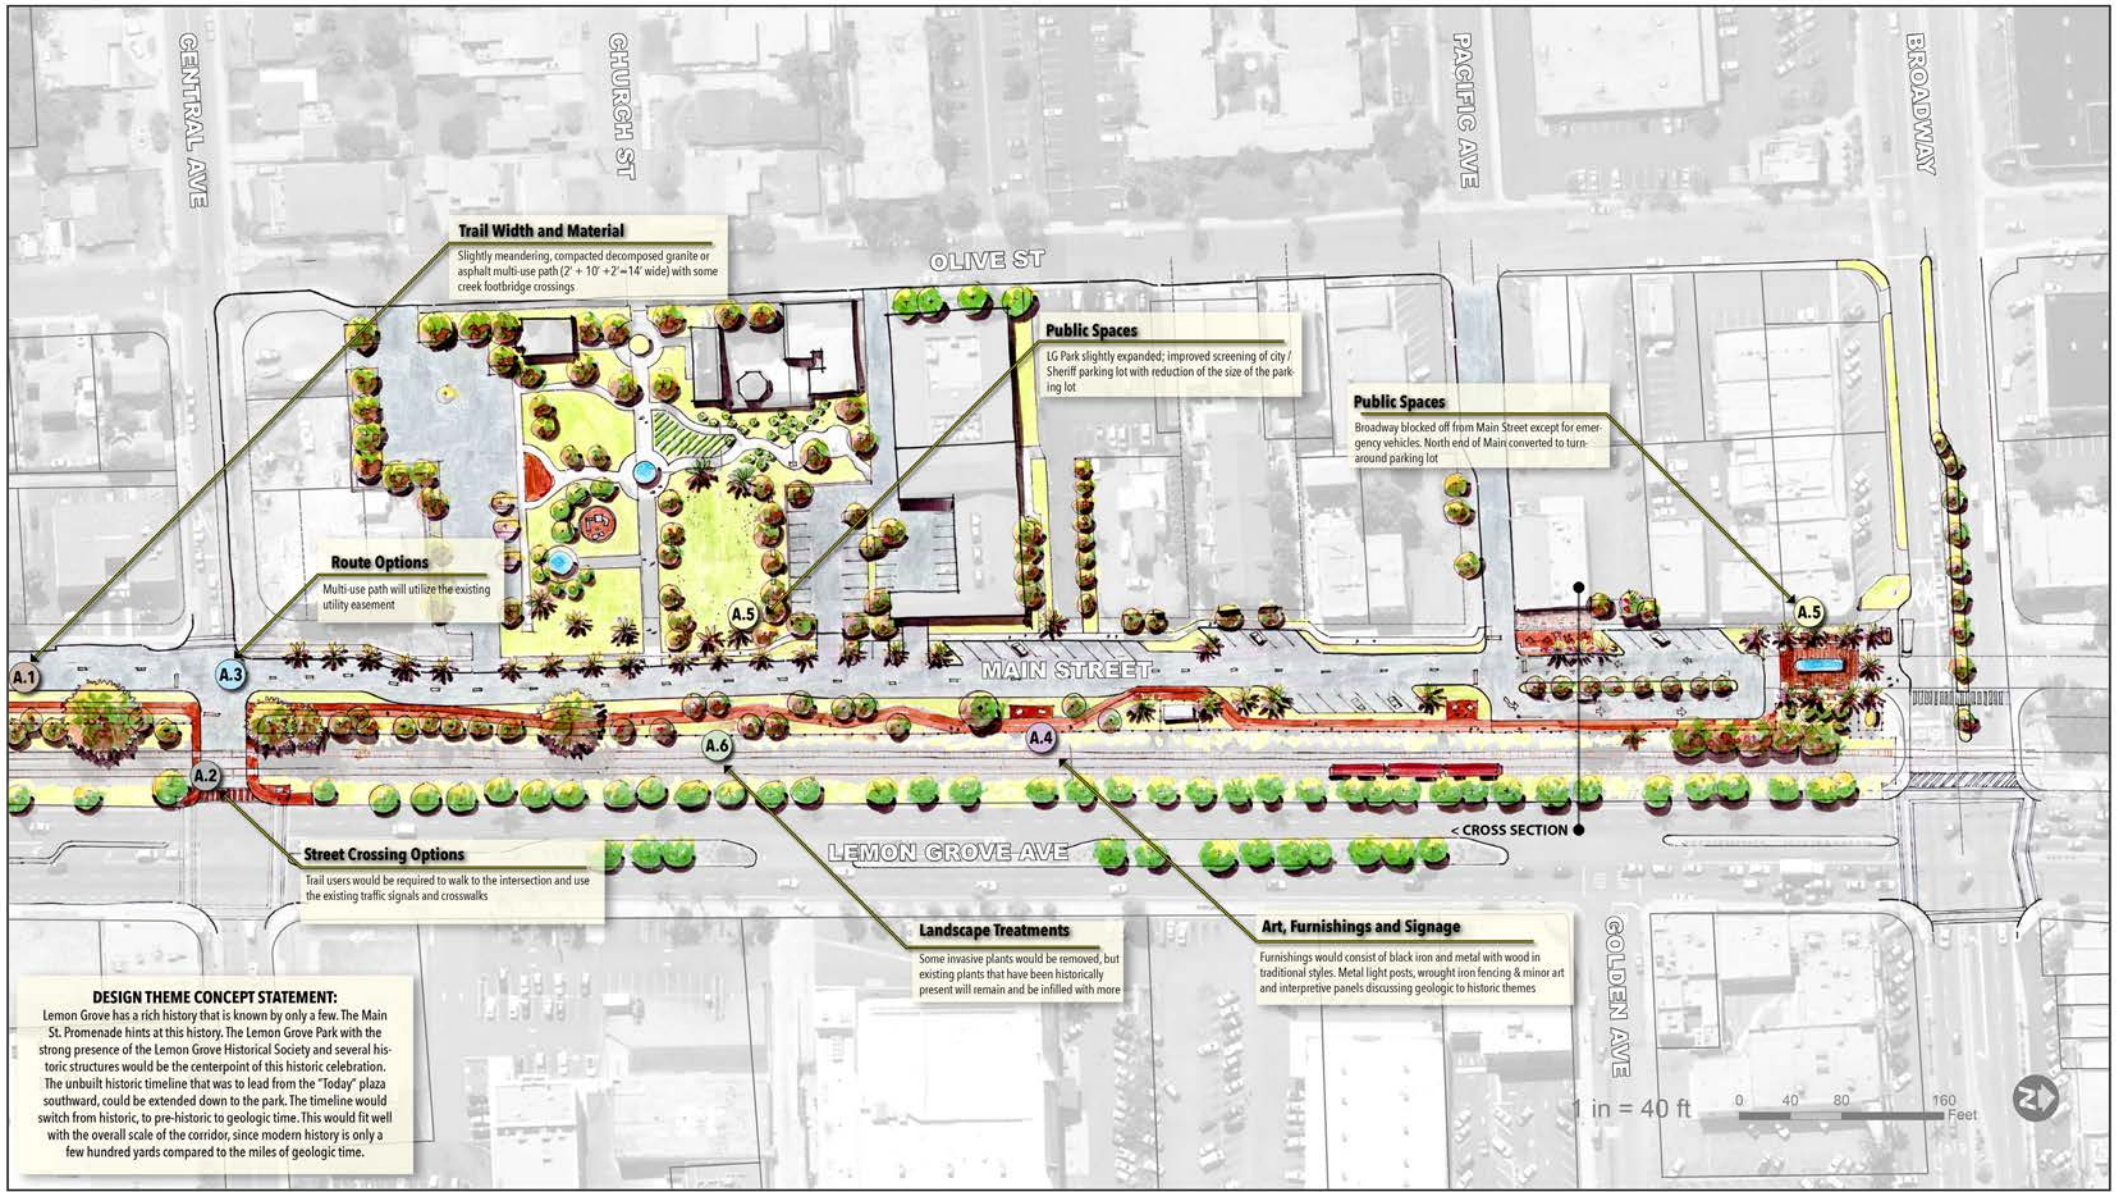 CENTRAL AVE
CHURCH ST
PACIFIC AVE
BROADWAY
Trail Width and Material
Slightly meandering, compacted decomposed granite or
asphalt multi-use path (2' + 10' +2'=14' wide) with some
creek footbridge crossings
OLIVE ST
Public Spaces
LG Park slightly expanded; improved screening of city /
Sheriff parking lot with reduction of the size of the park-
ing lot
Public Spaces
Broadway blocked off from Main Street except for emer-
gency vehicles. North end of Main converted to turn-
around parking lot
Route Options
Multi-use path will utilize the existing
utility easement
A.5
A.5
A.1
A.3
MAIN STREET
A.6
A.4
A.2
< CROSS SECTION
Street Crossing Options
Trail users would be required to walk to the intersection and use
the existing traffic signals and crosswalks
LEMON GROVE AVE
Landscape Treatments
Some invasive plants would be removed, but
existing plants that have been historically
present will remain and be infilled with more
Art, Furnishings and Signage
Furnishings would consist of black iron and metal with wood in
traditional styles. Metal light posts, wrought iron fencing & minor art
and interpretive panels discussing geologic to historic themes
GOLDEN AVE
DESIGN THEME CONCEPT STATEMENT:
Lemon Grove has a rich history that is known by only a few. The Main
St. Promenade hints at this history. The Lemon Grove Park with the
strong presence of the Lemon Grove Historical Society and several his-
toric structures would be the centerpoint of this historic celebration.
The unbuilt historic timeline that was to lead from the "Today" plaza
southward, could be extended down to the park. The timeline would
switch from historic, to pre-historic to geologic time. This would fit well
with the overall scale of the corridor, since modern history is only a
few hundred yards compared to the miles of geologic time.
1 in = 40 ft
0 40 80 160
Feet
N